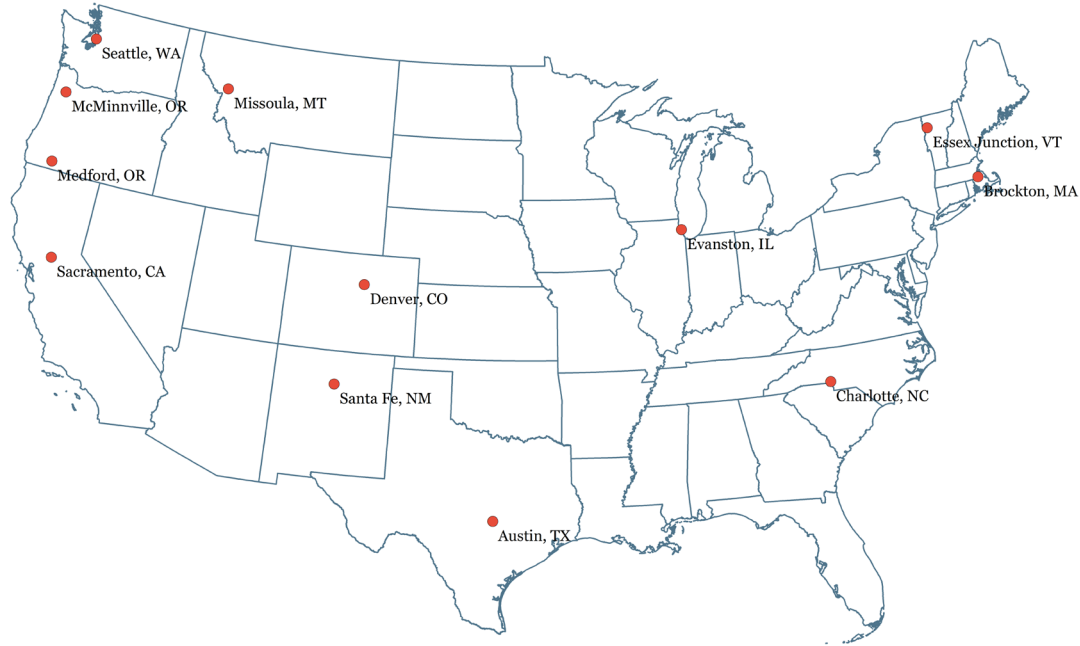 Seattle, WA
McMinnville, OR
Missoula, MT
Essex Junction, VT
Medford, OR
Brockton, MA
Evanston, IL
Sacramento, CA
Denver, CO
Santa Fe, NM
Charlotte, NC
Austin, TX